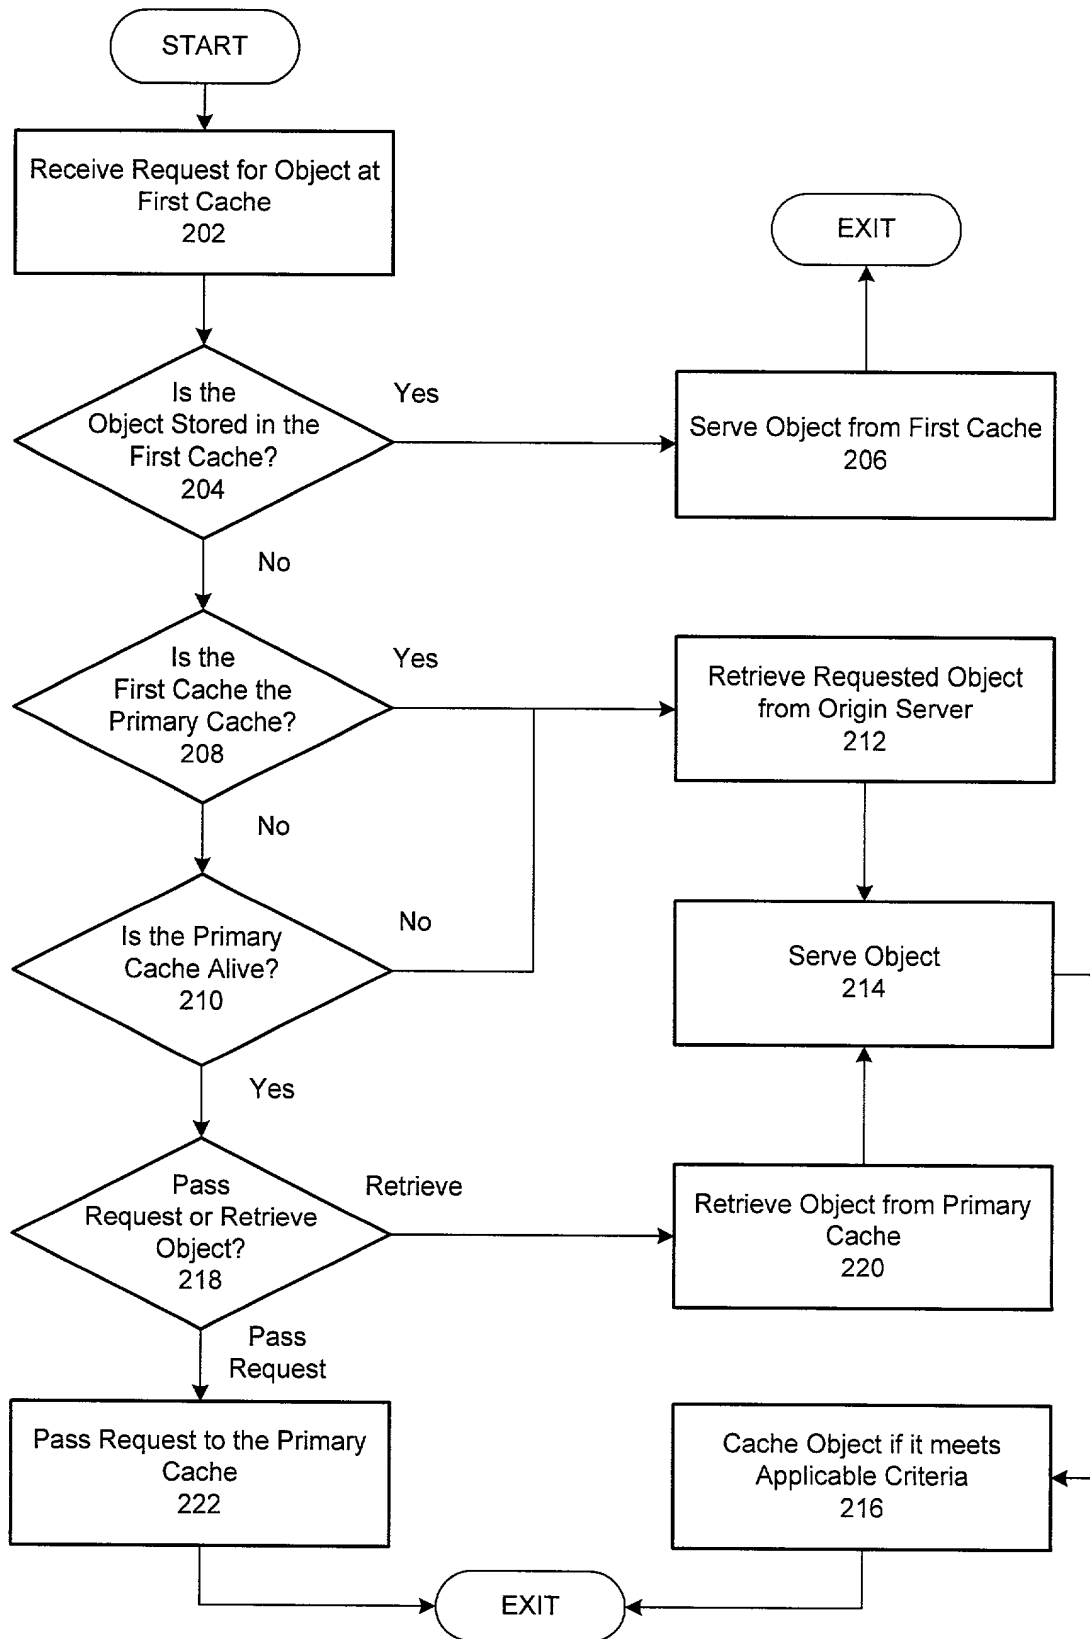 START
Receive Request for Object at
First Cache
202
EXIT
Is the
Object Stored in the
First Cache?
204
Yes
Serve Object from First Cache
206
No
Is the
First Cache the
Primary Cache?
208
Yes
Retrieve Requested Object
from Origin Server
212
No
Is the Primary
Cache Alive?
210
No
Serve Object
214
Yes
Pass
Request or Retrieve
Object?
218
Retrieve
Retrieve Object from Primary
Cache
220
Pass
Request
Pass Request to the Primary
Cache
222
Cache Object if it meets
Applicable Criteria
216
EXIT